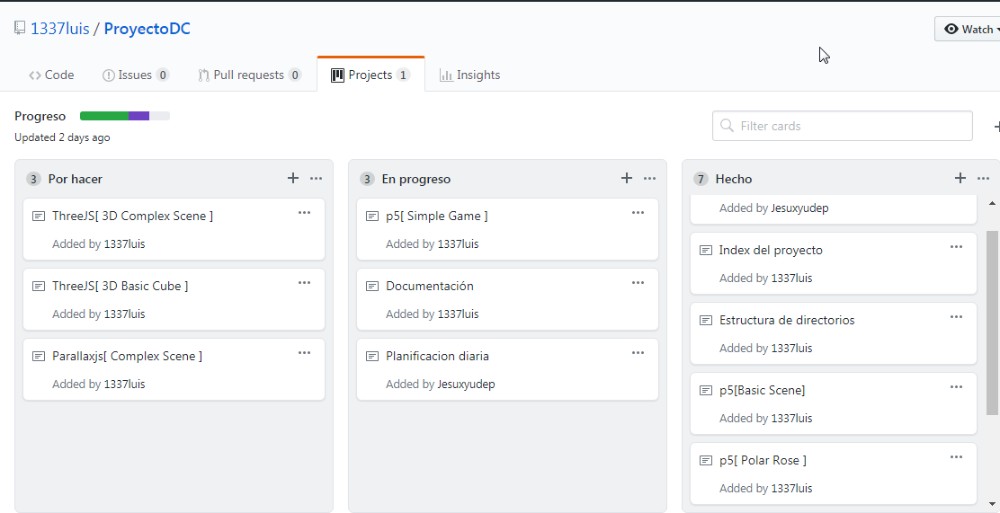 1337luis / ProyectoDC
Watch
Code
Issues 0
Pull requests 0
Projects 1
Insights
Progreso
Updated 2 days ago
Filter cards
3 Por hacer
ThreeJS[ 3D Complex Scene ]
Added by 1337luis
ThreeJS[ 3D Basic Cube ]
Added by 1337luis
Parallaxjs[ Complex Scene ]
Added by 1337luis
3 En progreso
p5[ Simple Game ]
Added by 1337luis
Documentación
Added by 1337luis
Planificacion diaria
Added by Jesuxyudep
7 Hecho
Added by Jesuxyudep
Index del proyecto
Added by 1337luis
Estructura de directorios
Added by 1337luis
p5[Basic Scene]
Added by 1337luis
p5[ Polar Rose ]
Added by 1337luis